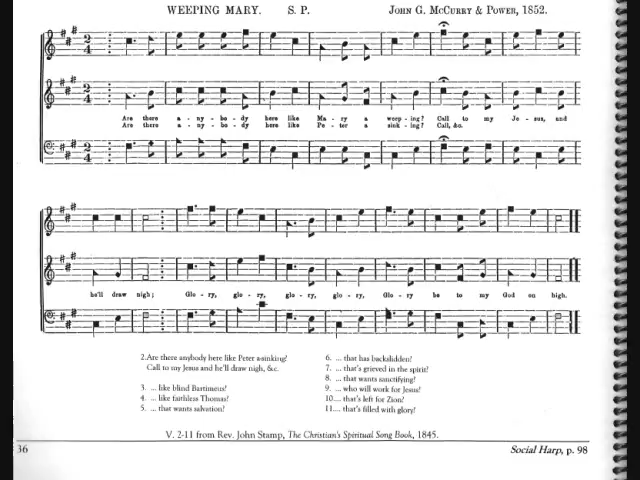 WEEPING MARY. S. P. JOHN G. MCCURRY & POWER, 1852.
Are there a - ny - bo - dy here like Ma - ry a weep - ing? Call to my Je - sus, and
Are there a - ny - bo - dy here like Pe - ter a sink - ing? Call, &c.
he'll draw nigh; Glo - ry, glo - ry, glo - ry, glo - ry, Glo - ry be to my God on high.
2.Are there anybody here like Peter a-sinking?
Call to my Jesus and he'll draw nigh, &c.
3. ... like blind Bartimeus?
4. ... like faithless Thomas?
5. ... that wants salvation?
6. ... that has backslidden?
7. ... that's grieved in the spirit?
8. ... that wants sanctifying?
9. ... who will work for Jesus?
10.... that's left for Zion?
11.... that's filled with glory?
V. 2-11 from Rev. John Stamp, The Christian's Spiritual Song Book, 1845.
36 Social Harp, p. 98